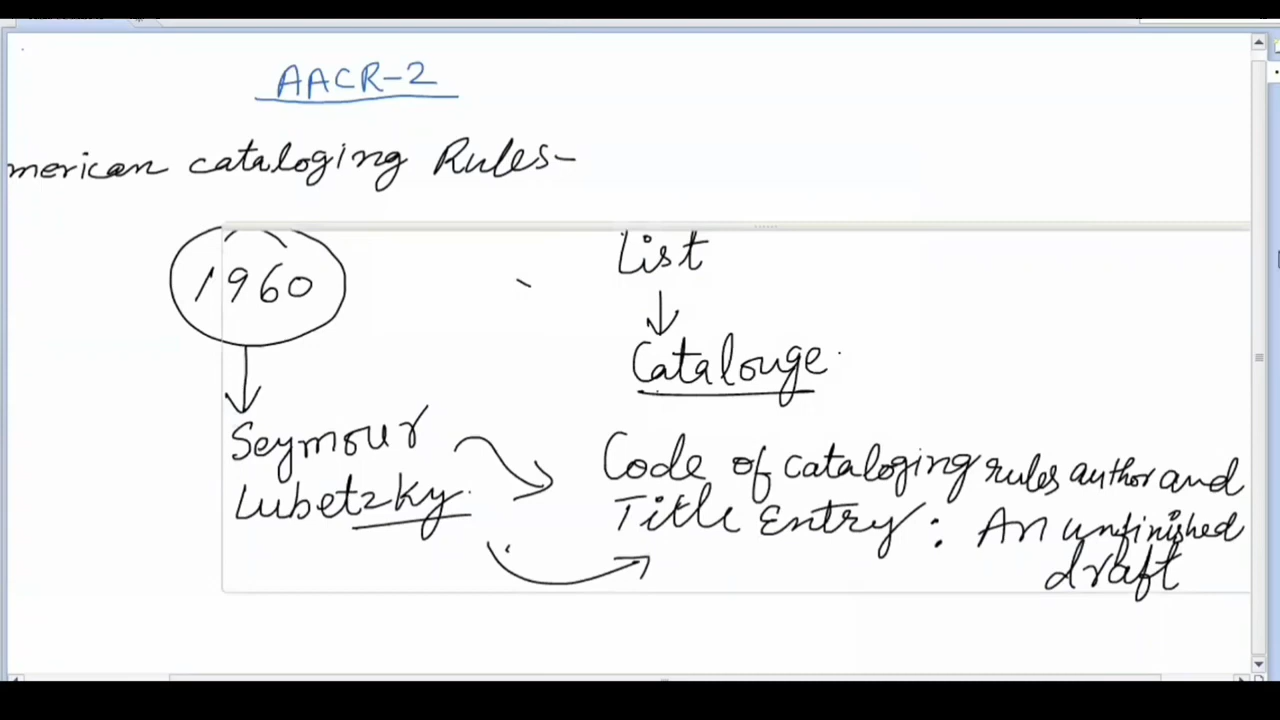 AACR-2
merican cataloging Rules-
1960
List
Catalouge
Seymour
Lubetzky
Code of cataloging rules author and
Title Entry: An unfinished
draft